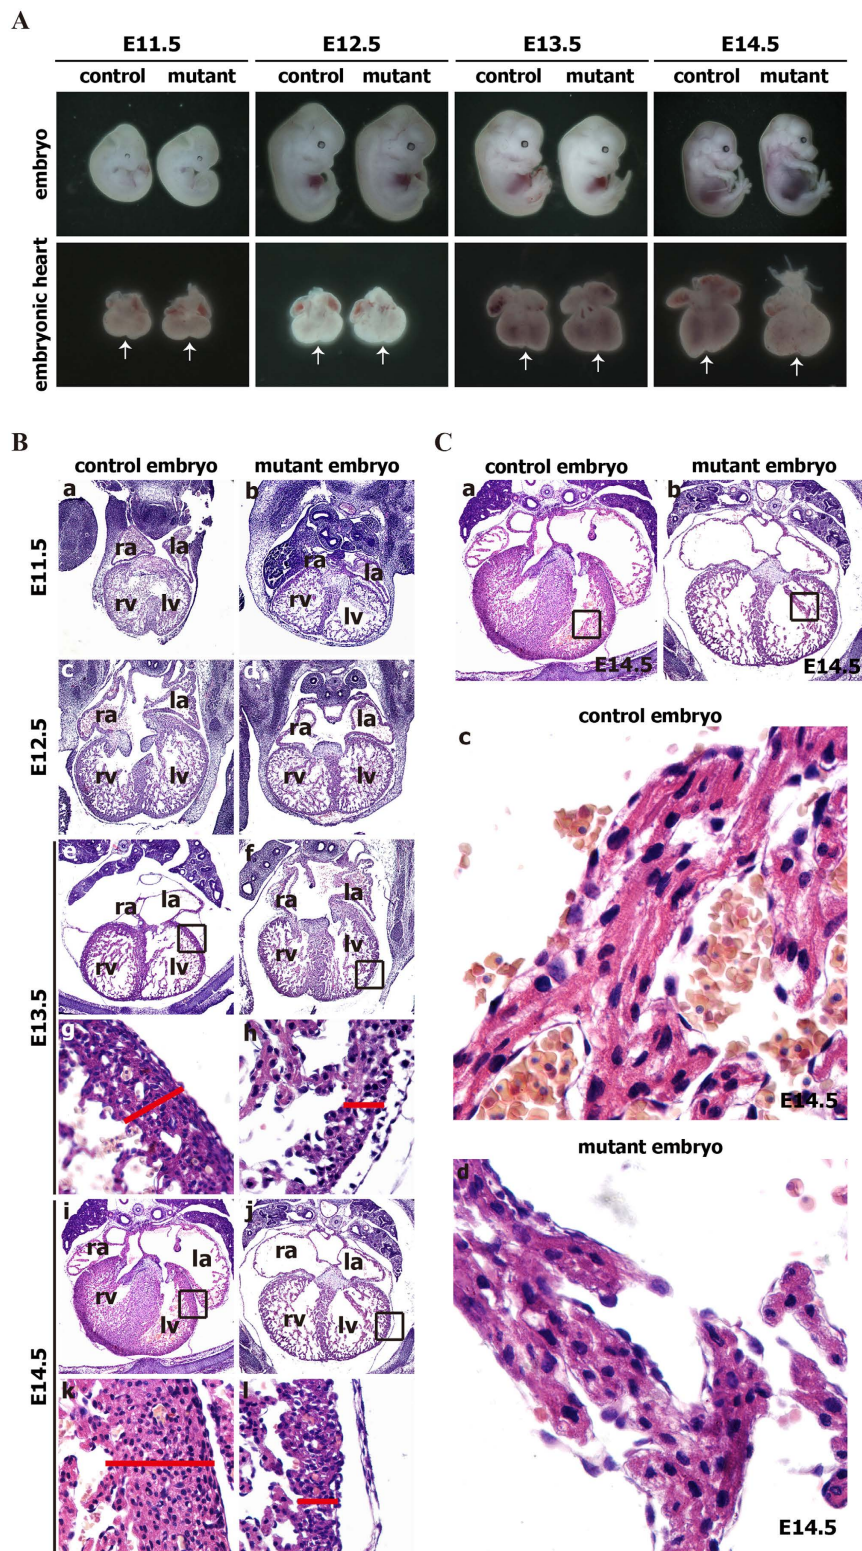 A
E11.5 E12.5 E13.5 E14.5
control mutant control mutant control mutant control mutant
embryo
embryonic heart
B
control embryo mutant embryo
E11.5
a
ra
la
rv
lv
b
ra
la
rv
lv
E12.5
c
ra
la
rv
lv
d
ra
la
rv
lv
E13.5
e
ra
la
rv
lv
f
ra
la
rv
lv
g
h
E14.5
i
ra
la
rv
lv
j
ra
la
rv
lv
k
l
C
control embryo mutant embryo
a
E14.5
b
E14.5
control embryo
c
E14.5
mutant embryo
d
E14.5